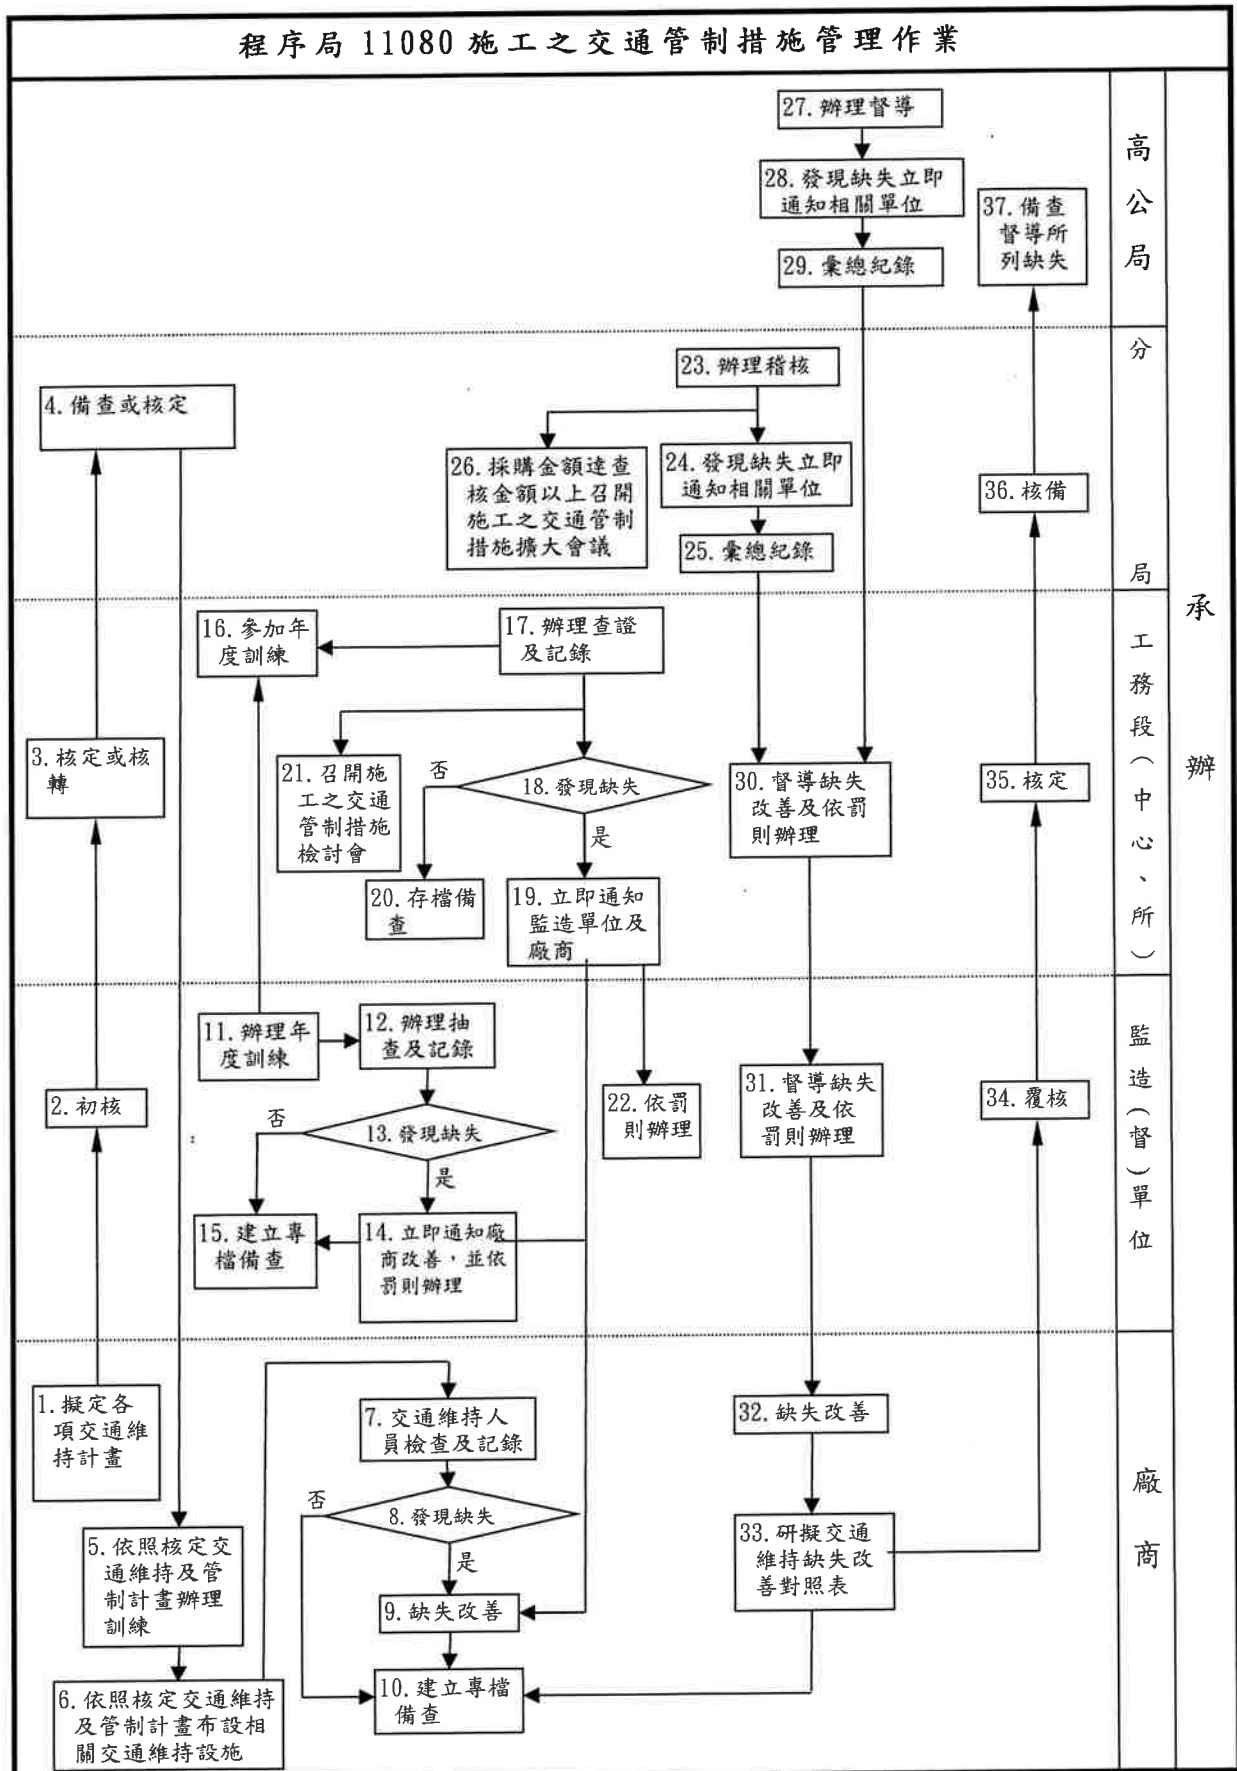 程序局 11080 施工之交通管制措施管理作業
27. 辦理督導
28. 發現缺失立即
通知相關單位
29. 彙總紀錄
37. 備查
督導所
列缺失
高公局
23. 辦理稽核
4. 備查或核定
26. 採購金額達查
核金額以上召開
施工之交通管制
措施擴大會議
24. 發現缺失立即
通知相關單位
25. 彙總紀錄
36. 核備
分局
16. 參加年
度訓練
17. 辦理查證
及記錄
3. 核定或核
轉
21. 召開施
工之交通
管制措施
檢討會
否
18. 發現缺失
是
30. 督導缺失
改善及依罰
則辦理
35. 核定
20. 存檔備
查
19. 立即通知
監造單位及
廠商
工務段(中心、所)
承辦
11. 辦理年
度訓練
12. 辦理抽
查及記錄
2. 初核
否
13. 發現缺失
是
22. 依罰
則辦理
31. 督導缺失
改善及依
罰則辦理
34. 覆核
15. 建立專
檔備查
14. 立即通知廠
商改善，並依
罰則辦理
監造(督)單位
1. 擬定各
項交通維
持計畫
7. 交通維持人
員檢查及記錄
32. 缺失改善
否
8. 發現缺失
是
5. 依照核定交
通維持及管
制計畫辦理
訓練
33. 研擬交通
維持缺失改
善對照表
9. 缺失改善
6. 依照核定交通維持
及管制計畫布設相
關交通維持設施
10. 建立專檔
備查
廠商